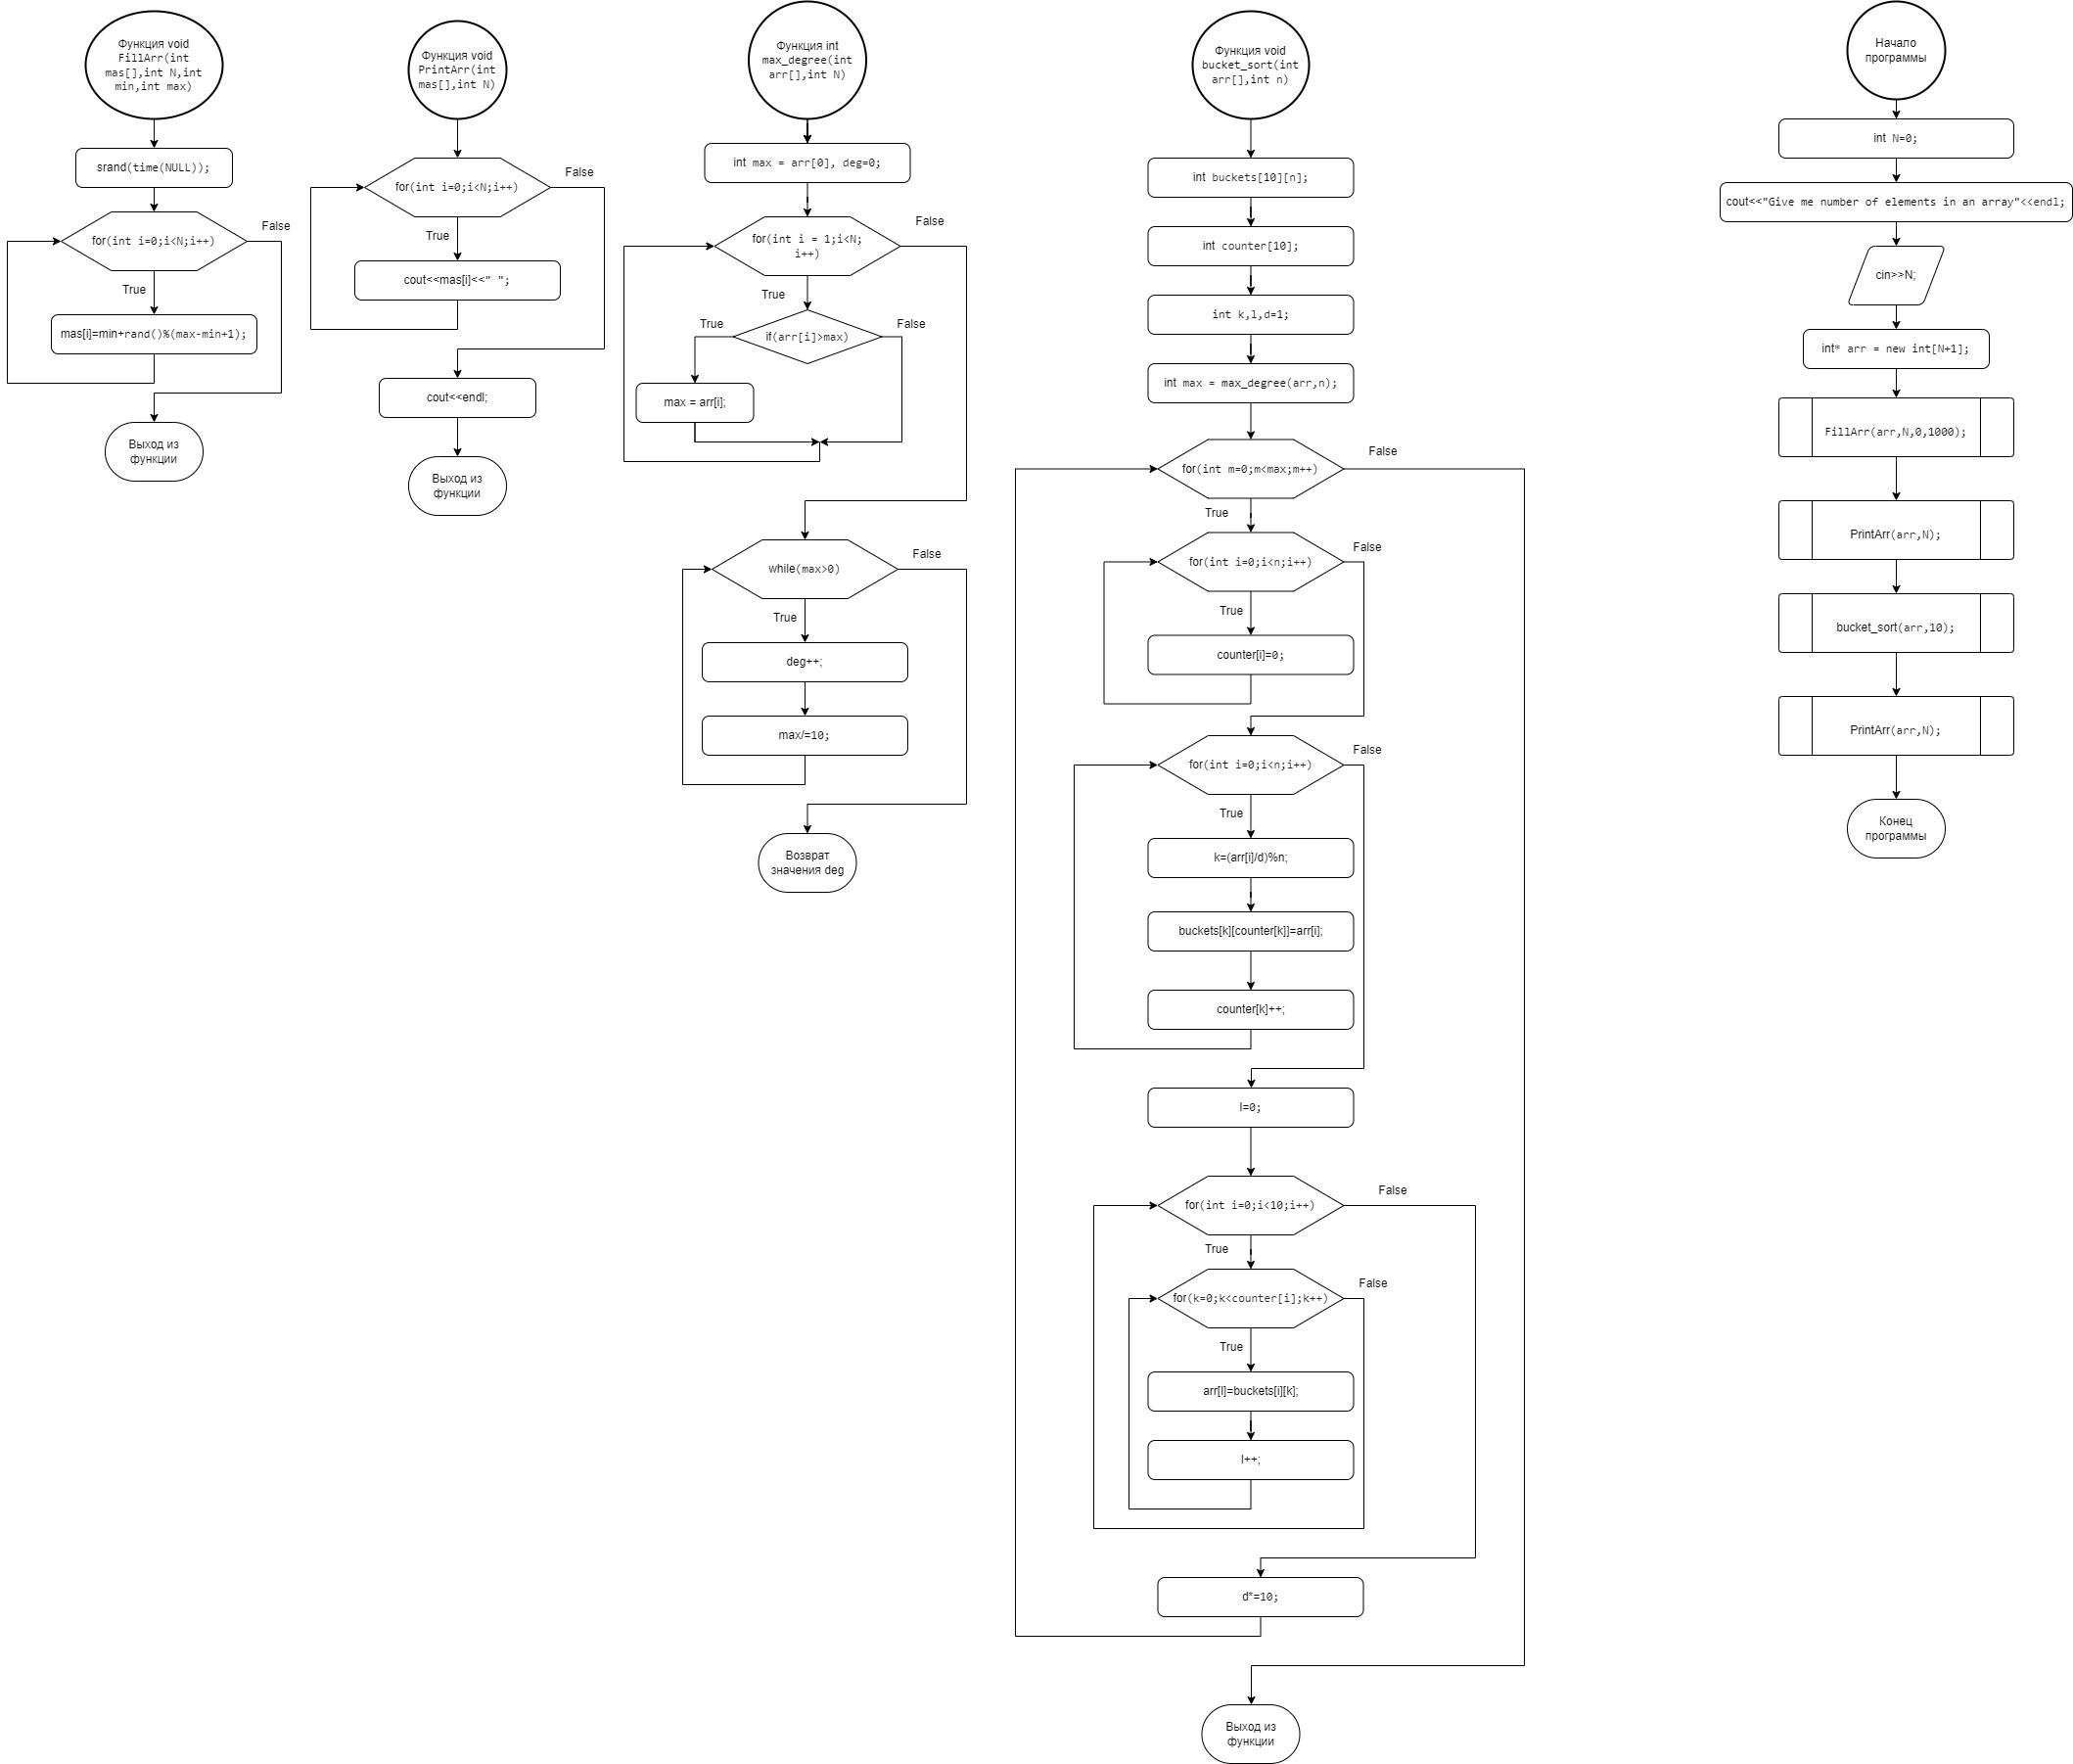 Функция void
FillArr(int
mas[],int N,int
min,int max)
srand(time(NULL));
for(int i=0;i<N;i++)
False
True
mas[i]=min+rand()%(max-min+1);
Выход из
функции
Функция void
PrintArr(int
mas[],int N)
for(int i=0;i<N;i++)
False
True
cout<<mas[i]<<" ";
cout<<endl;
Выход из
функции
Функция int
max_degree(int
arr[],int N)
int max = arr[0], deg=0;
for(int i = 1;i<N;
i++)
False
True
if(arr[i]>max)
True
False
max = arr[i];
while(max>0)
False
True
deg++;
max/=10;
Возврат
значения deg
Функция void
bucket_sort(int
arr[],int n)
int buckets[10][n];
int counter[10];
int k,l,d=1;
int max = max_degree(arr,n);
for(int m=0;m<max;m++)
False
True
for(int i=0;i<n;i++)
False
True
counter[i]=0;
for(int i=0;i<n;i++)
False
True
k=(arr[i]/d)%n;
buckets[k][counter[k]]=arr[i];
counter[k]++;
l=0;
for(int i=0;i<10;i++)
False
True
for(k=0;k<counter[i];k++)
False
True
arr[l]=buckets[i][k];
l++;
d*=10;
Выход из
функции
Начало
программы
int N=0;
cout<<"Give me number of elements in an array"<<endl;
cin>>N;
int* arr = new int[N+1];
FillArr(arr,N,0,1000);
PrintArr(arr,N);
bucket_sort(arr,10);
PrintArr(arr,N);
Конец
программы